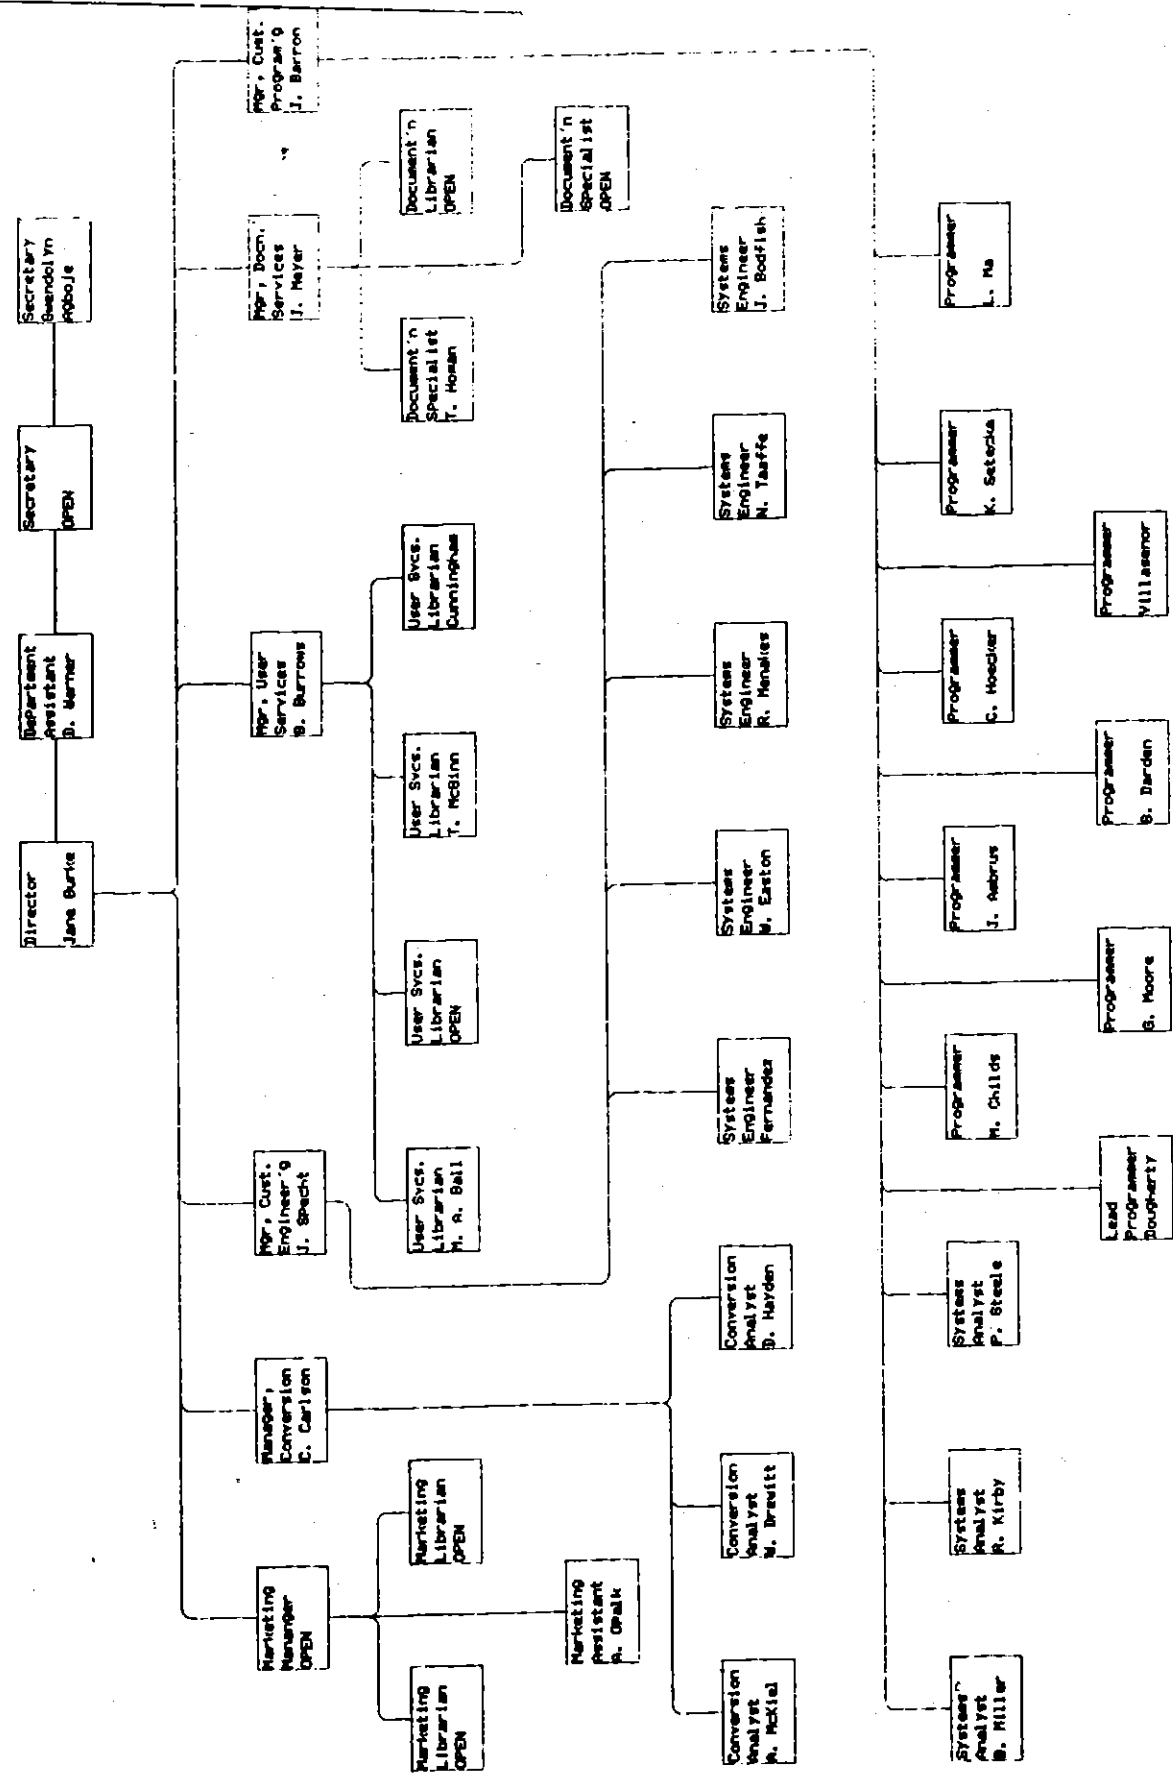 Director
Jane Burke
Department
Assistant
D. Werner
Secretary
OPEN
Secretary
Gwendolyn
Agboje
Marketing
Mananger
OPEN
Manager,
Conversion
C. Carlson
Mgr, Cust.
Engineer'g
J. Specht
Mgr, User
Services
B. Burrows
Mgr, Docn.
Services
J. Meyer
Mgr, Cust.
Program'g
J. Barron
Marketing
Librarian
OPEN
Marketing
Librarian
OPEN
User Svcs.
Librarian
M. A. Ball
User Svcs.
Librarian
OPEN
User Svcs.
Librarian
T. McGinn
User Svcs.
Librarian
Cunningham
Document'n
Specialist
T. Homan
Document'n
Librarian
OPEN
Marketing
Assistant
A. Opalk
Document'n
Specialist
OPEN
Conversion
Analyst
A. McKiel
Conversion
Analyst
W. Drewitt
Conversion
Analyst
D. Hayden
Systems
Engineer
Fernandez
Systems
Engineer
W. Easton
Systems
Engineer
R. Menakes
Systems
Engineer
N. Taaffe
Systems
Engineer
J. Bodfish
Systems
Analyst
B. Miller
Systems
Analyst
R. Kirby
Systems
Analyst
P. Steele
Programmer
M. Childs
Programmer
J. Ambrus
Programmer
C. Hoecker
Programmer
K. Setecka
Programmer
L. Ma
Lead
Programmer
Dougherty
Programmer
G. Moore
Programmer
B. Darden
Programmer
Villasenor